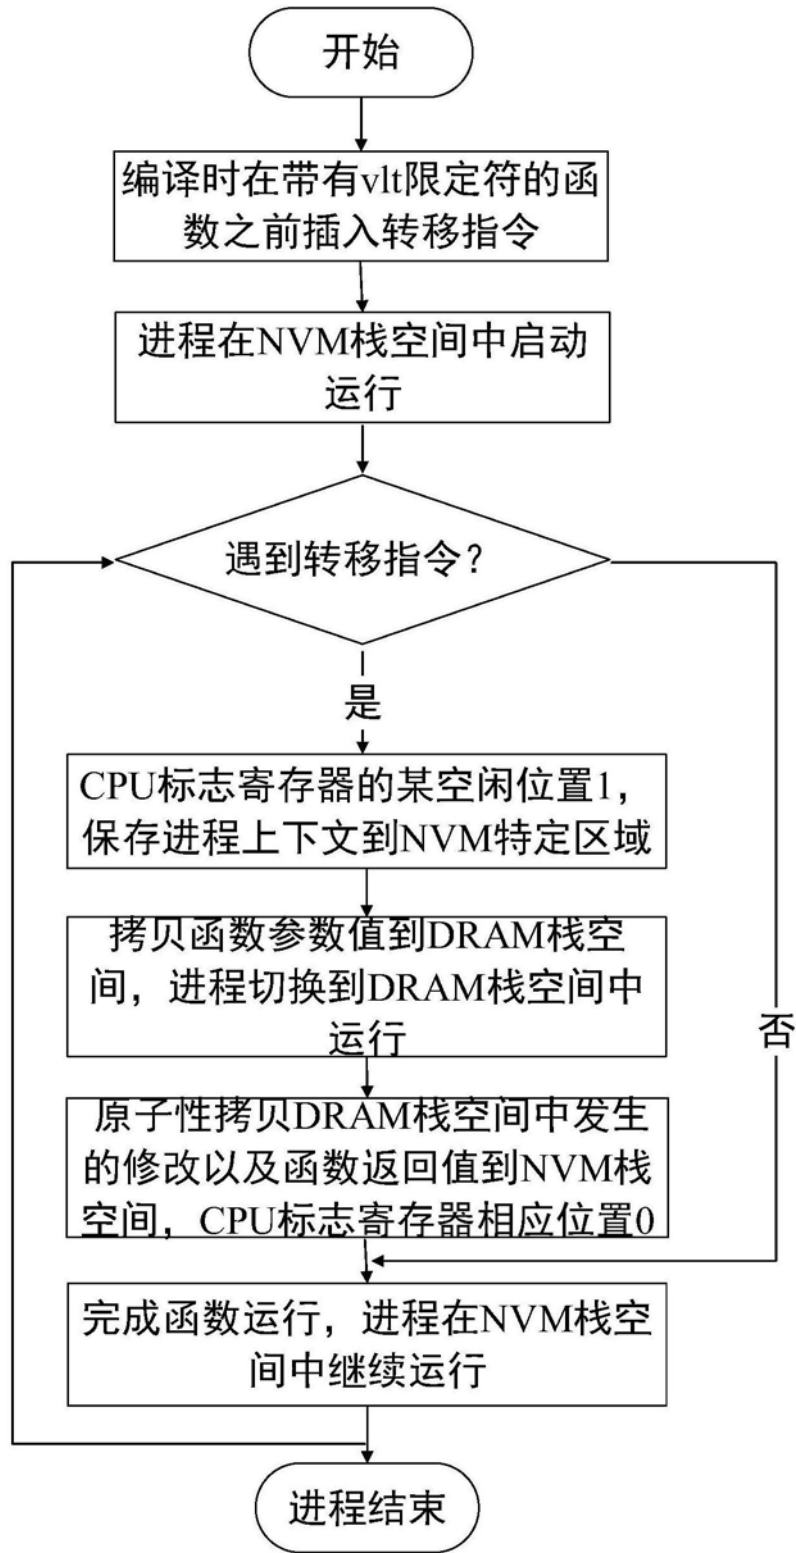 开始
编译时在带有vlt限定符的函
数之前插入转移指令
进程在NVM栈空间中启动
运行
遇到转移指令？
是
CPU标志寄存器的某空闲位置1，
保存进程上下文到NVM特定区域
拷贝函数参数值到DRAM栈空
间，进程切换到DRAM栈空间中
运行
否
原子性拷贝DRAM栈空间中发生
的修改以及函数返回值到NVM栈
空间，CPU标志寄存器相应位置0
完成函数运行，进程在NVM栈空
间中继续运行
进程结束